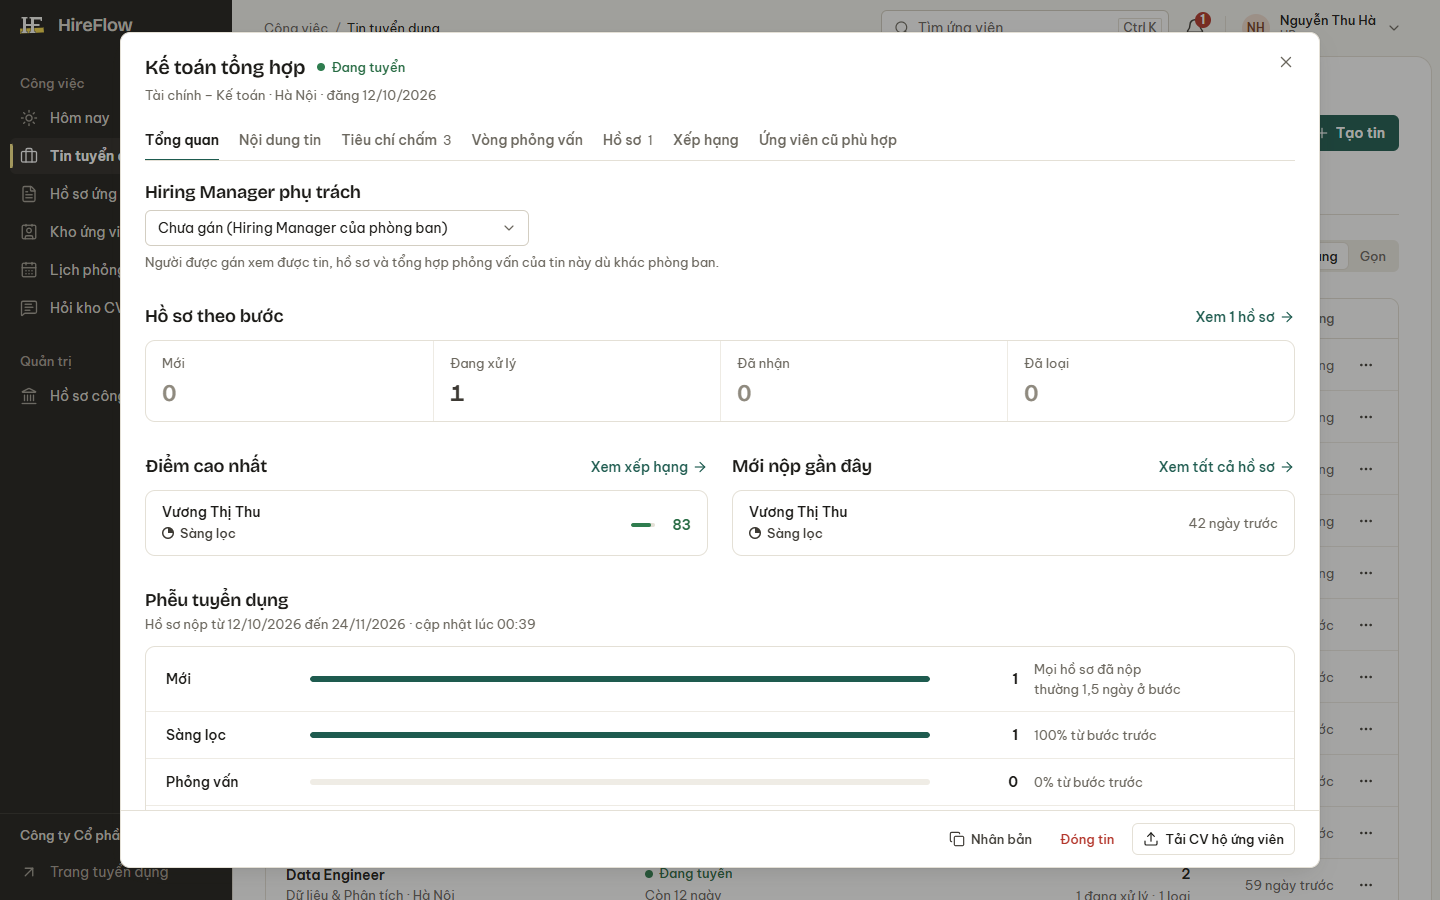 HireFlow
Công việc / Tin tuyển dụng
Tìm ứng viên
Ctrl K
1
NH
Nguyễn Thu Hà
Công việc
Hôm nay
Tin tuyển
Hồ sơ ứng
Kho ứng
Lịch phỏng
Hỏi kho CV
Quản trị
Hồ sơ công
Công ty Cổ
Trang tuyển dụng
Tạo tin
Gọn
Kế toán tổng hợp
Đang tuyển
Tài chính – Kế toán · Hà Nội · đăng 12/10/2026
Tổng quan
Nội dung tin
Tiêu chí chấm 3
Vòng phỏng vấn
Hồ sơ 1
Xếp hạng
Ứng viên cũ phù hợp
Hiring Manager phụ trách
Chưa gán (Hiring Manager của phòng ban)
Người được gán xem được tin, hồ sơ và tổng hợp phỏng vấn của tin này dù khác phòng ban.
Hồ sơ theo bước
Xem 1 hồ sơ →
Mới
0
Đang xử lý
1
Đã nhận
0
Đã loại
0
Điểm cao nhất
Xem xếp hạng →
Vương Thị Thu
Sàng lọc
83
Mới nộp gần đây
Xem tất cả hồ sơ →
Vương Thị Thu
Sàng lọc
42 ngày trước
Phễu tuyển dụng
Hồ sơ nộp từ 12/10/2026 đến 24/11/2026 · cập nhật lúc 00:39
Mới
1
Mọi hồ sơ đã nộp
thường 1,5 ngày ở bước
Sàng lọc
1
100% từ bước trước
Phỏng vấn
0
0% từ bước trước
Nhân bản
Đóng tin
Tải CV hộ ứng viên
Data Engineer
Dữ liệu & Phân tích · Hà Nội
Đang tuyển
Còn 12 ngày
2
1 đang xử lý · 1 loại
59 ngày trước